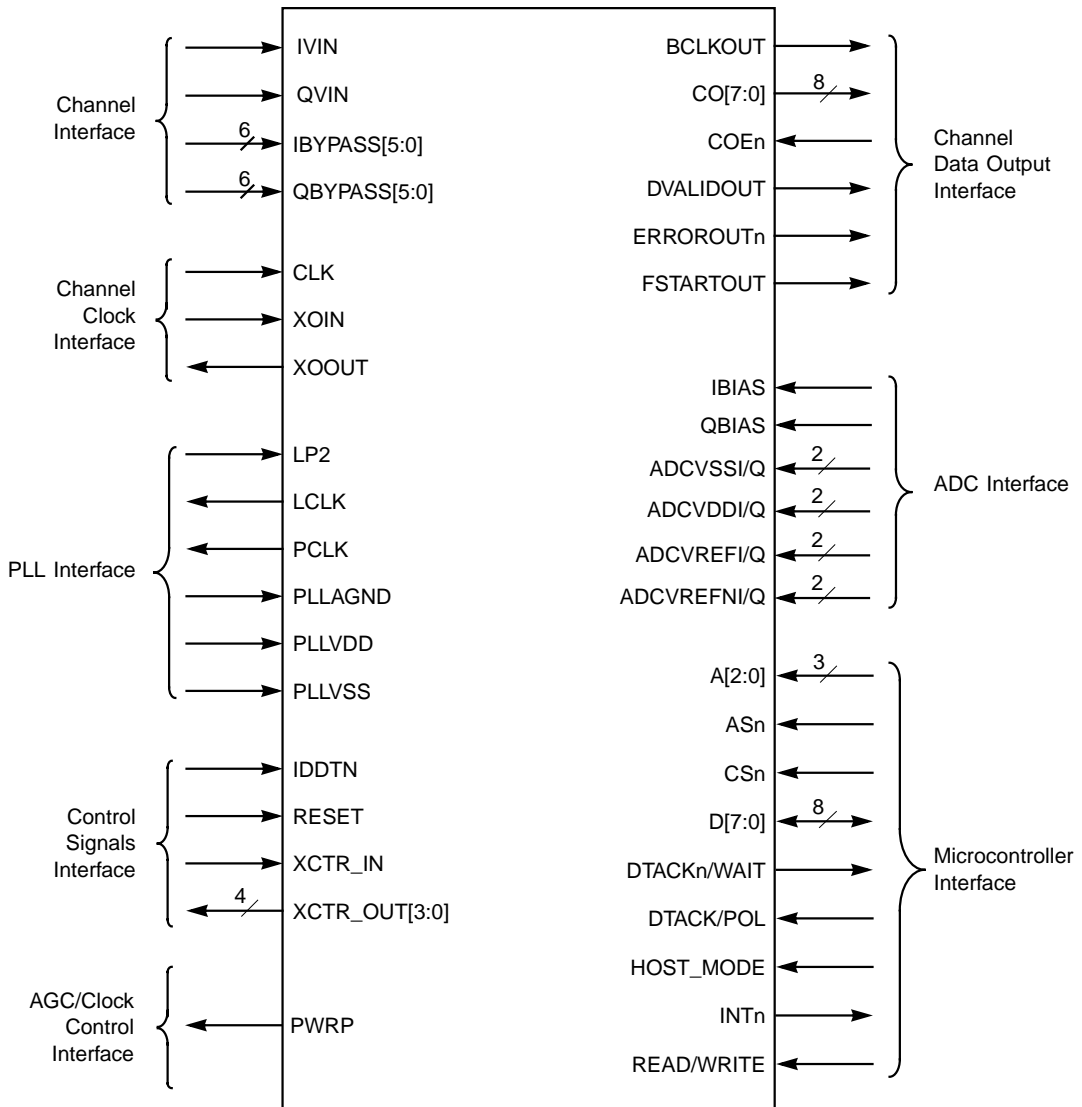 Channel
Interface
IVIN
QVIN
6
IBYPASS[5:0]
6
QBYPASS[5:0]
Channel
Clock
Interface
CLK
XOIN
XOOUT
PLL Interface
LP2
LCLK
PCLK
PLLAGND
PLLVDD
PLLVSS
Control
Signals
Interface
IDDTN
RESET
XCTR_IN
4
XCTR_OUT[3:0]
AGC/Clock
Control
Interface
PWRP
BCLKOUT
CO[7:0]
8
COEn
DVALIDOUT
ERROROUTn
FSTARTOUT
Channel
Data Output
Interface
IBIAS
QBIAS
ADCVSSI/Q
2
ADCVDDI/Q
2
ADCVREFI/Q
2
ADCVREFNI/Q
2
ADC Interface
A[2:0]
3
ASn
CSn
D[7:0]
8
DTACKn/WAIT
DTACK/POL
HOST_MODE
INTn
READ/WRITE
Microcontroller
Interface